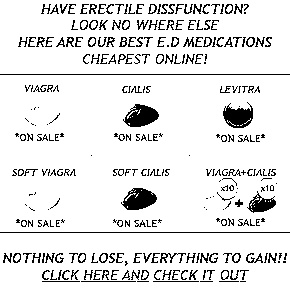 HAVE ERECTILE DISSFUNCTION?
LOOK NO WHERE ELSE
HERE ARE OUR BEST E.D MEDICATIONS
CHEAPEST ONLINE!
VIAGRA CIALIS LEVITRA
*ON SALE* *ON SALE* *ON SALE*
SOFT VIAGRA SOFT CIALIS VIAGRA+CIALIS
x10 + x10
*ON SALE* *ON SALE* *ON SALE*
NOTHING TO LOSE, EVERYTHING TO GAIN!!
CLICK HERE AND CHECK IT OUT